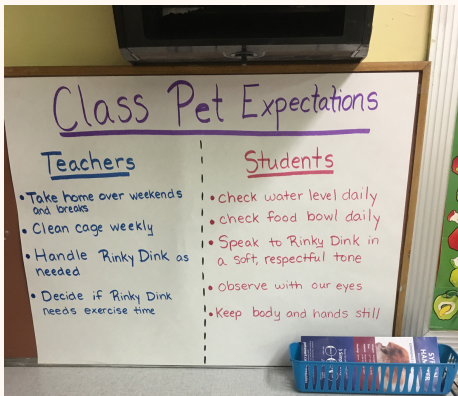 Class Pet Expectations
Teachers
• Take home over weekends
and breaks
• Clean cage weekly
• Handle Rinky Dink as
needed
• Decide if Rinky Dink
needs exercise time
Students
• check water level daily
• check food bowl daily
• Speak to Rinky Dink in
a soft, respectful tone
• observe with our eyes
• Keep body and hands still